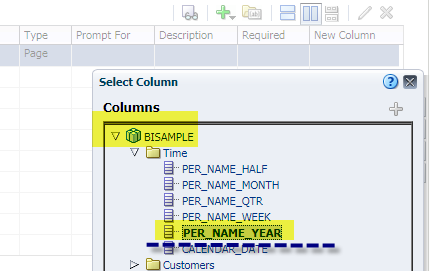 Type Prompt For Description Required New Column
Page
Select Column
Columns
BISAMPLE
Time
PER_NAME_HALF
PER_NAME_MONTH
PER_NAME_QTR
PER_NAME_WEEK
PER_NAME_YEAR
CALENDAR_DATE
Customers